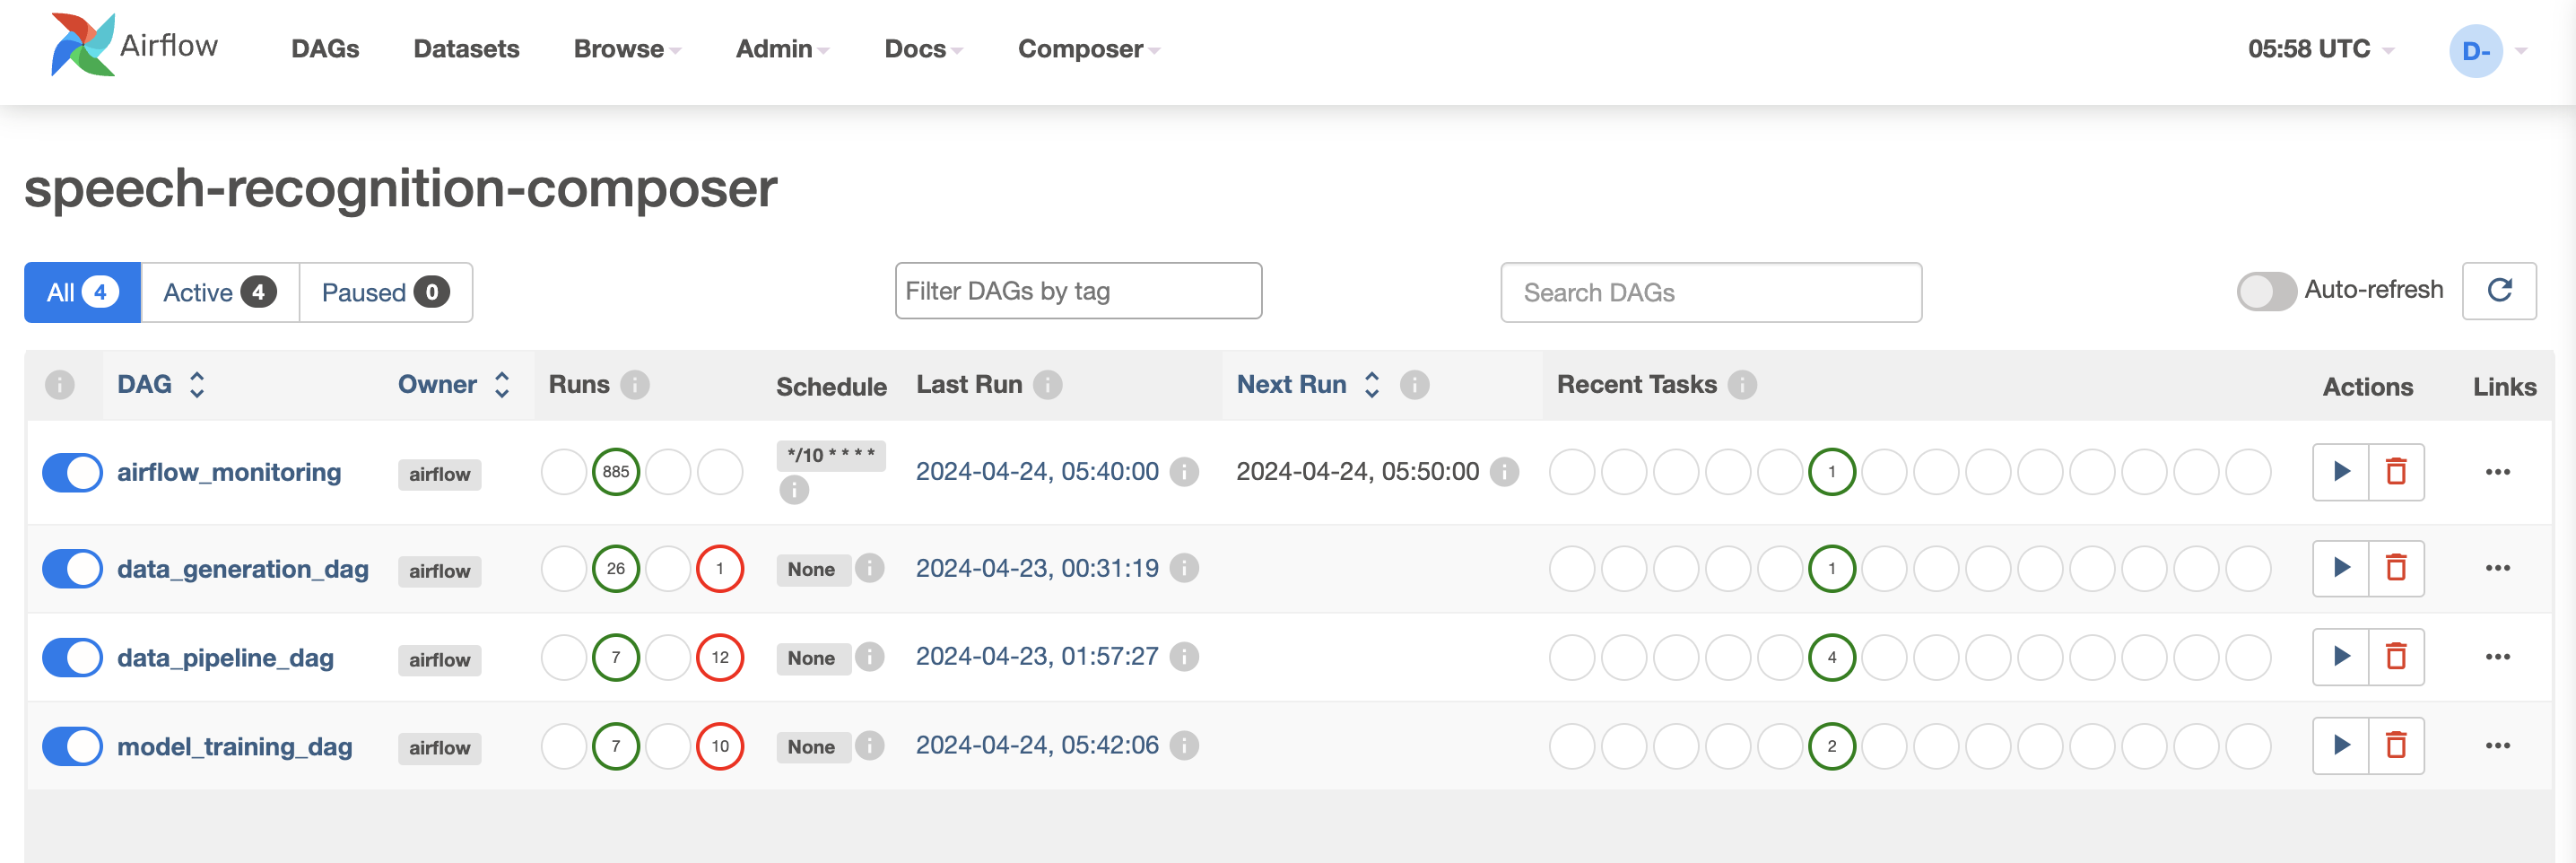 Airflow DAGs Datasets Browse Admin Docs Composer 05:58 UTC D-
speech-recognition-composer
All 4 Active 4 Paused 0 Filter DAGs by tag Search DAGs Auto-refresh
i DAG Owner Runs i Schedule Last Run i Next Run i Recent Tasks i Actions Links
airflow_monitoring airflow 885 */10 * * * * i 2024-04-24, 05:40:00 i 2024-04-24, 05:50:00 i 1 •••
data_generation_dag airflow 26 1 None i 2024-04-23, 00:31:19 i 1 •••
data_pipeline_dag airflow 7 12 None i 2024-04-23, 01:57:27 i 4 •••
model_training_dag airflow 7 10 None i 2024-04-24, 05:42:06 i 2 •••